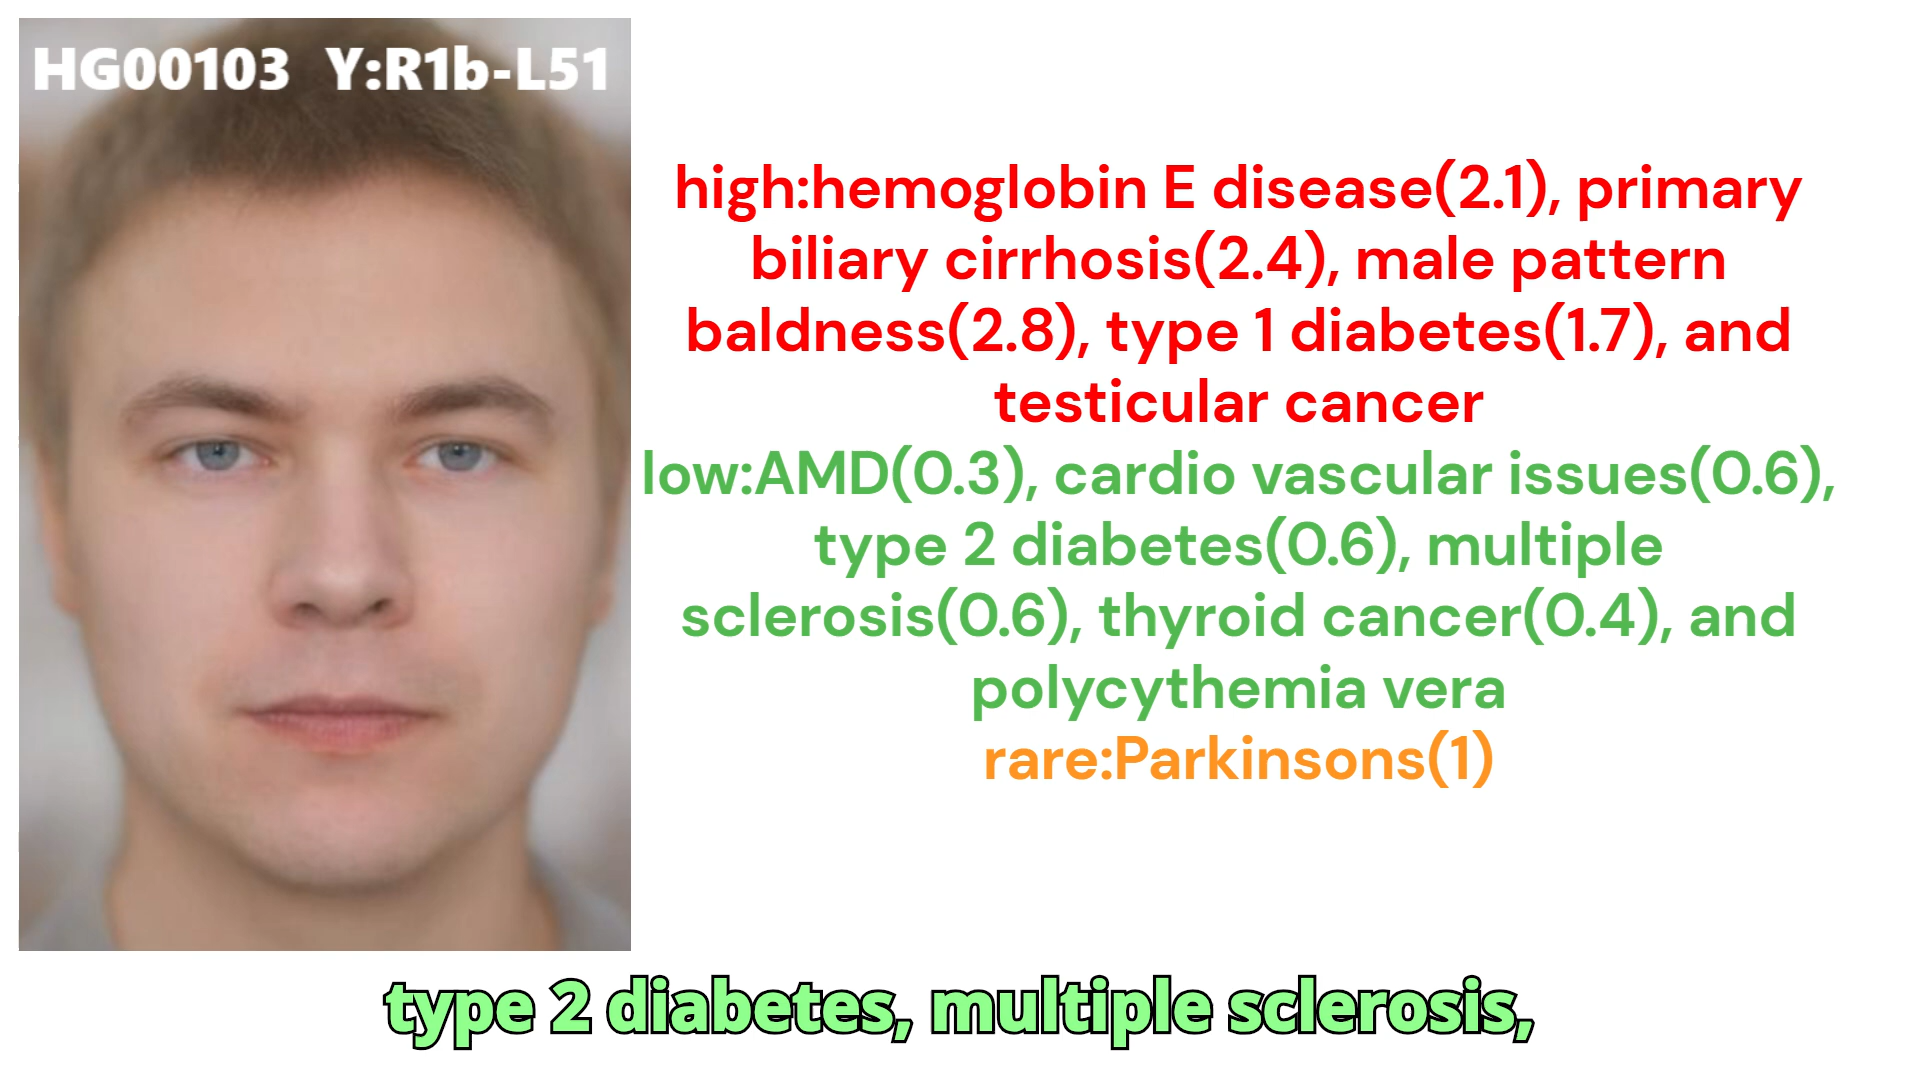 HG00103 Y:R1b-L51
high:hemoglobin E disease(2.1), primary
biliary cirrhosis(2.4), male pattern
baldness(2.8), type 1 diabetes(1.7), and
testicular cancer
low:AMD(0.3), cardio vascular issues(0.6),
type 2 diabetes(0.6), multiple
sclerosis(0.6), thyroid cancer(0.4), and
polycythemia vera
rare:Parkinsons(1)
type 2 diabetes, multiple sclerosis,